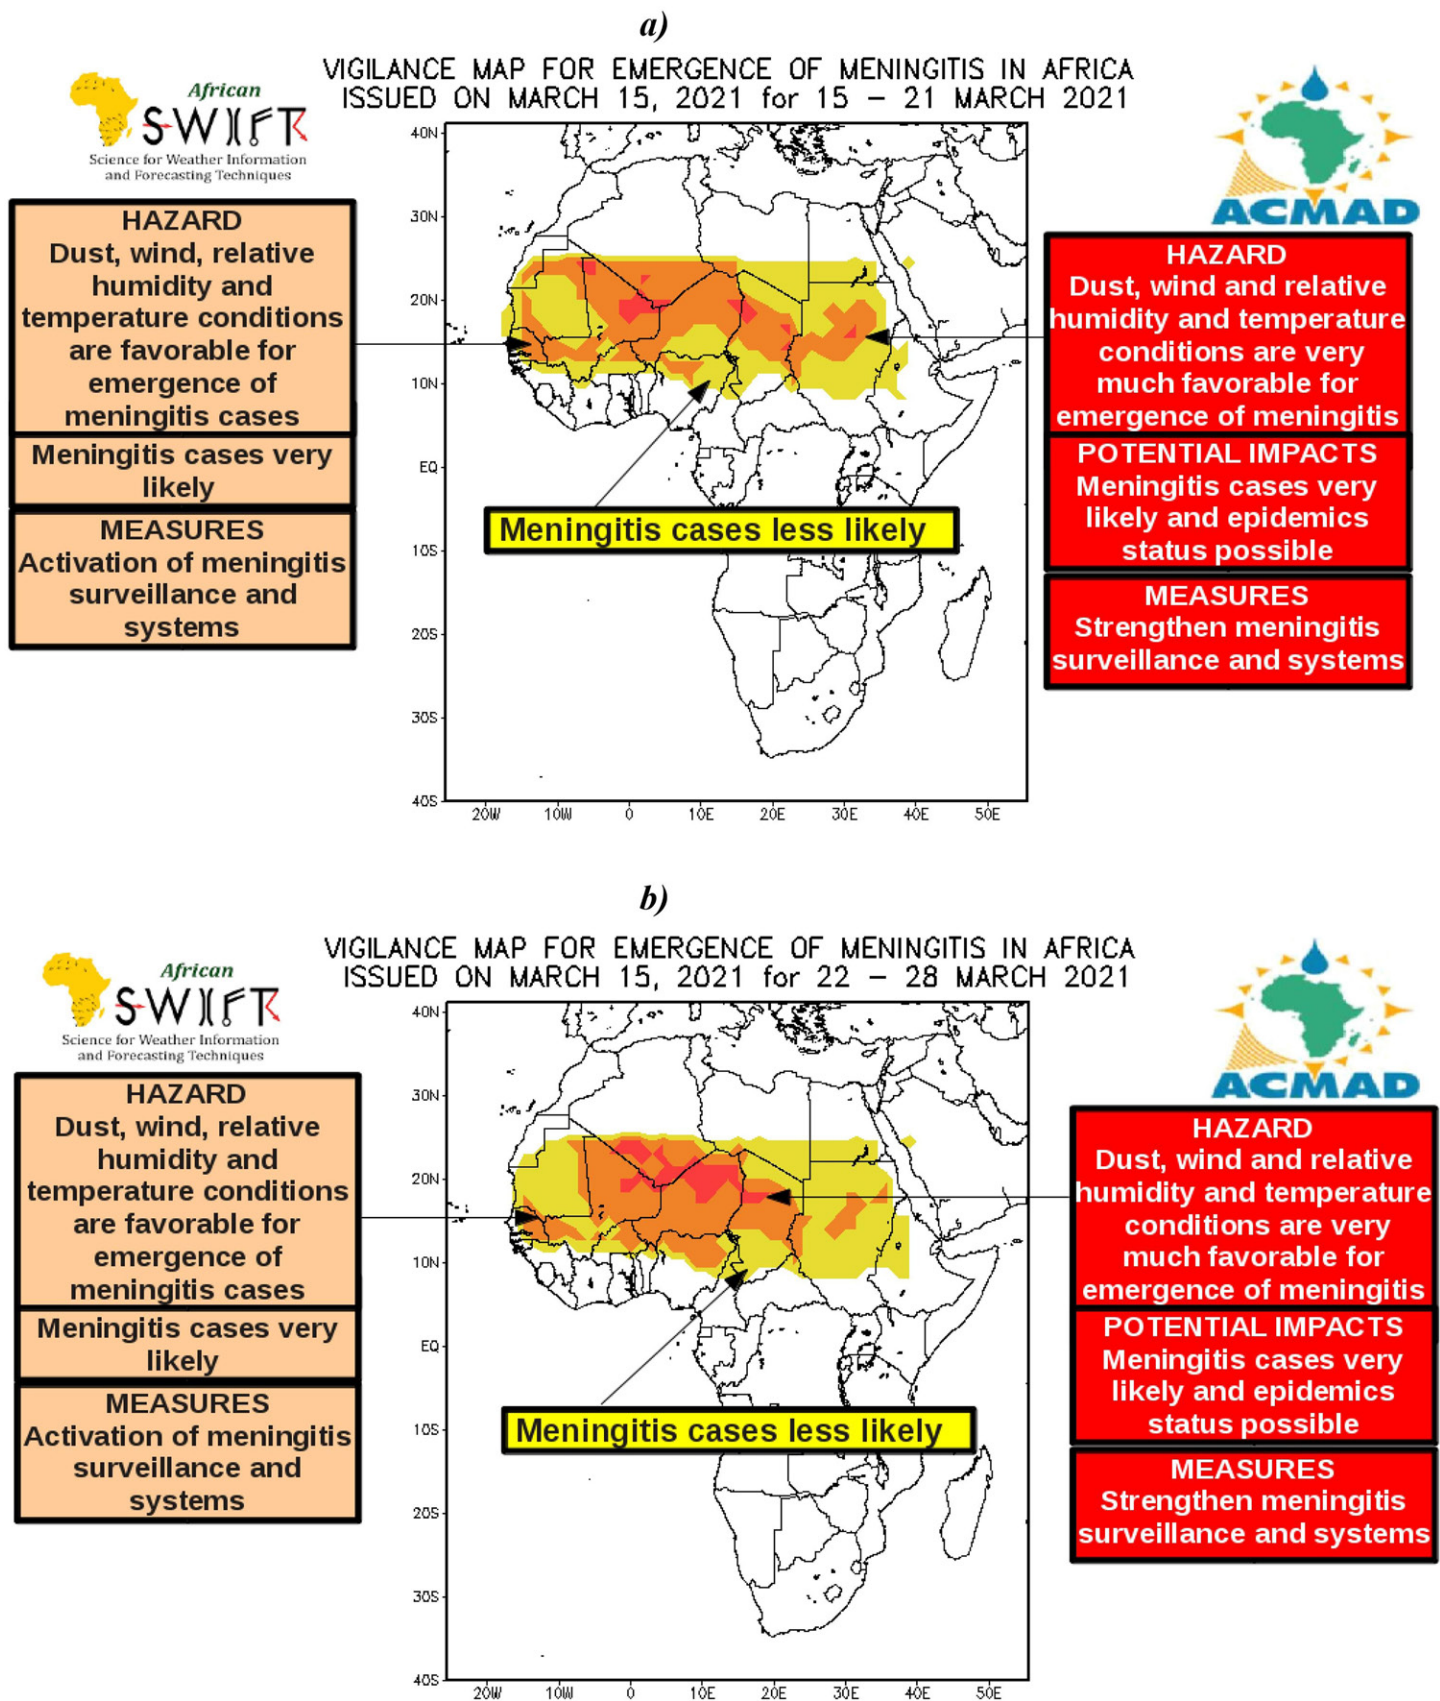 a)
VIGILANCE MAP FOR EMERGENCE OF MENINGITIS IN AFRICA
ISSUED ON MARCH 15, 2021 for 15 – 21 MARCH 2021
African
SWIFT
Science for Weather Information
and Forecasting Techniques
ACMAD
HAZARD
Dust, wind, relative
humidity and
temperature conditions
are favorable for
emergence of
meningitis cases
Meningitis cases very
likely
MEASURES
Activation of meningitis
surveillance and
systems
40N
30N
20N
10N
EQ
10S
20S
30S
40S
20W 10W 0 10E 20E 30E 40E 50E
Meningitis cases less likely
HAZARD
Dust, wind and relative
humidity and temperature
conditions are very
much favorable for
emergence of meningitis
POTENTIAL IMPACTS
Meningitis cases very
likely and epidemics
status possible
MEASURES
Strengthen meningitis
surveillance and systems
b)
VIGILANCE MAP FOR EMERGENCE OF MENINGITIS IN AFRICA
ISSUED ON MARCH 15, 2021 for 22 – 28 MARCH 2021
African
SWIFT
Science for Weather Information
and Forecasting Techniques
ACMAD
HAZARD
Dust, wind, relative
humidity and
temperature conditions
are favorable for
emergence of
meningitis cases
Meningitis cases very
likely
MEASURES
Activation of meningitis
surveillance and
systems
40N
30N
20N
10N
EQ
10S
20S
30S
40S
20W 10W 0 10E 20E 30E 40E 50E
Meningitis cases less likely
HAZARD
Dust, wind and relative
humidity and temperature
conditions are very
much favorable for
emergence of meningitis
POTENTIAL IMPACTS
Meningitis cases very
likely and epidemics
status possible
MEASURES
Strengthen meningitis
surveillance and systems